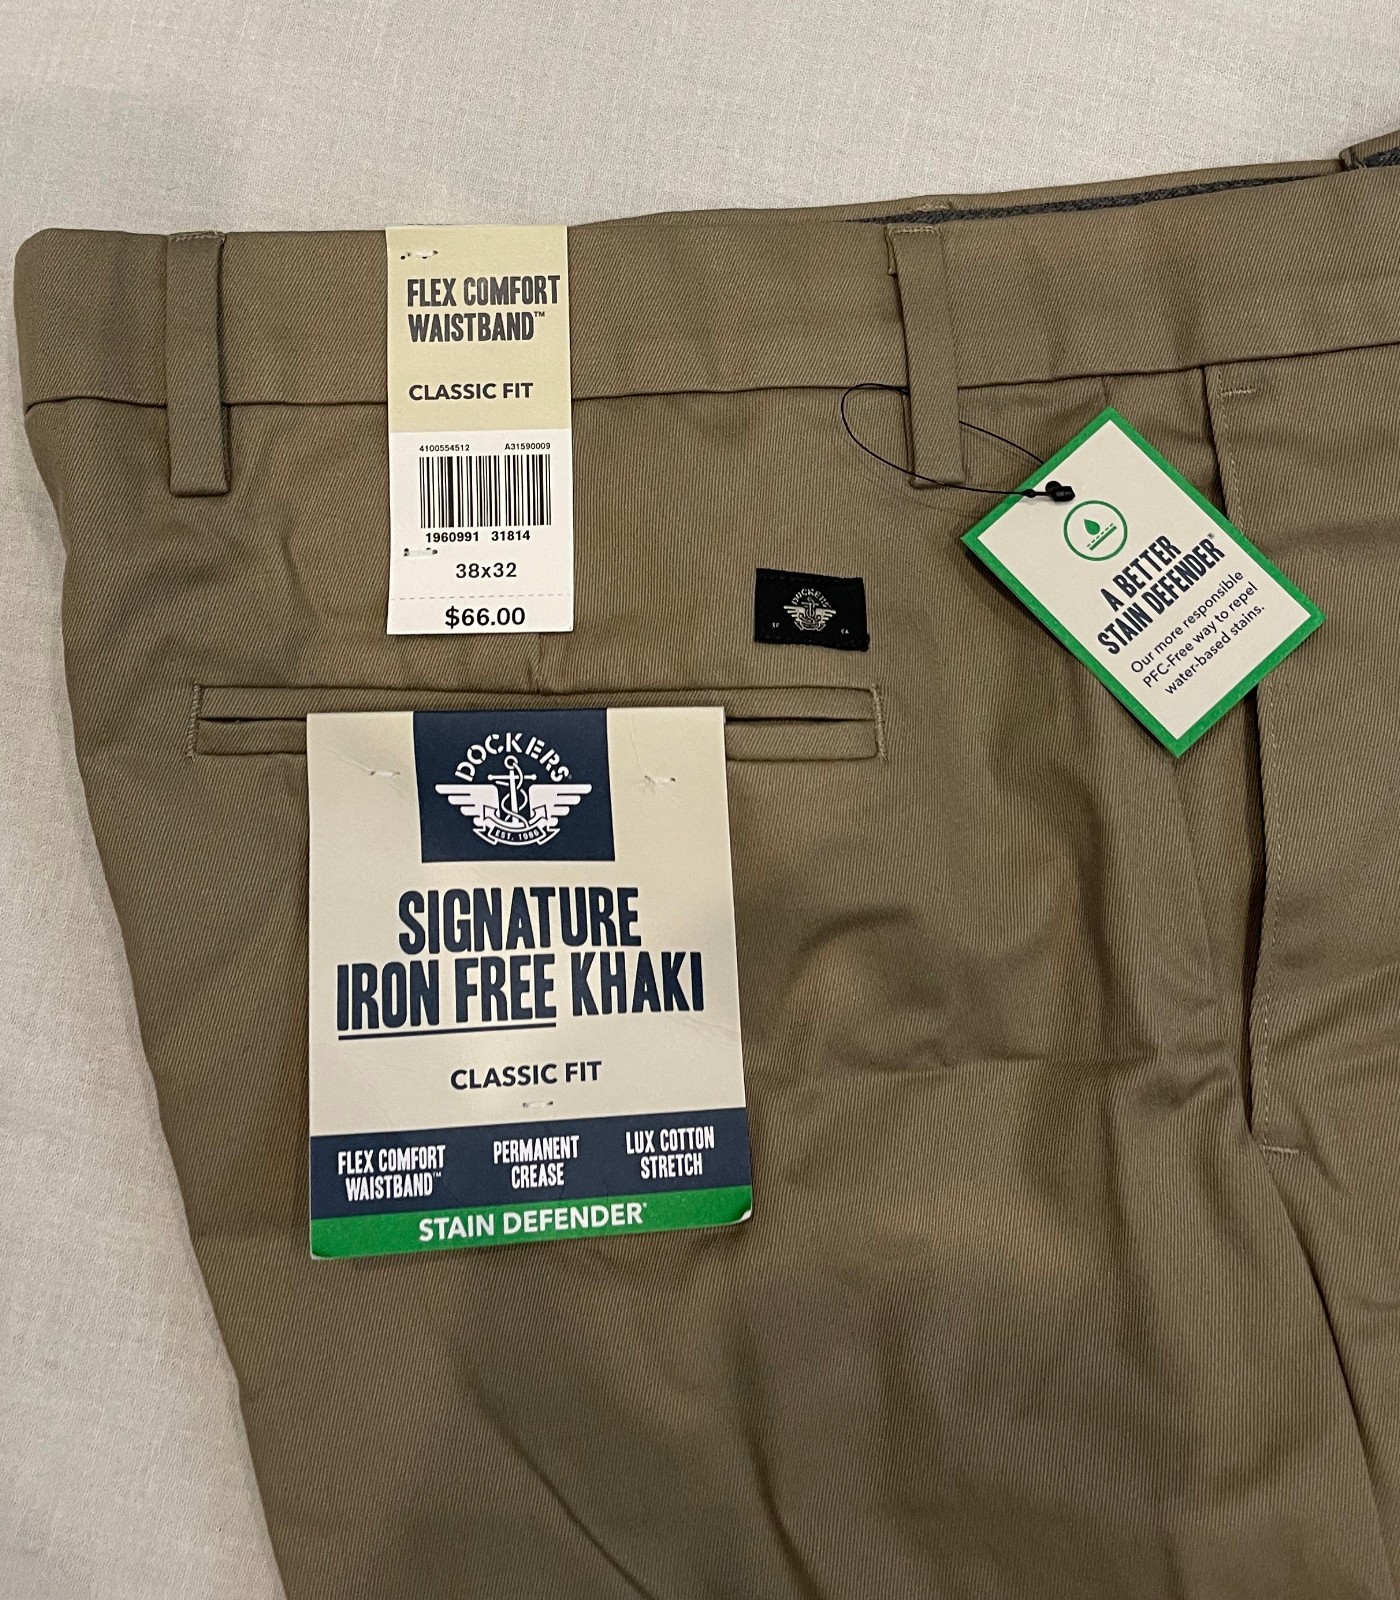 FLEX COMFORT
WAISTBAND™
CLASSIC FIT
4100554512 A31590009
1960991 31814
38x32
$66.00
DOCKERS
A BETTER
STAIN DEFENDER®
Our more responsible
PFC-Free way to repel
water-based stains.
DOCKERS
EST. 1986
SIGNATURE
IRON FREE KHAKI
CLASSIC FIT
FLEX COMFORT
WAISTBAND™
PERMANENT
CREASE
LUX COTTON
STRETCH
STAIN DEFENDER®